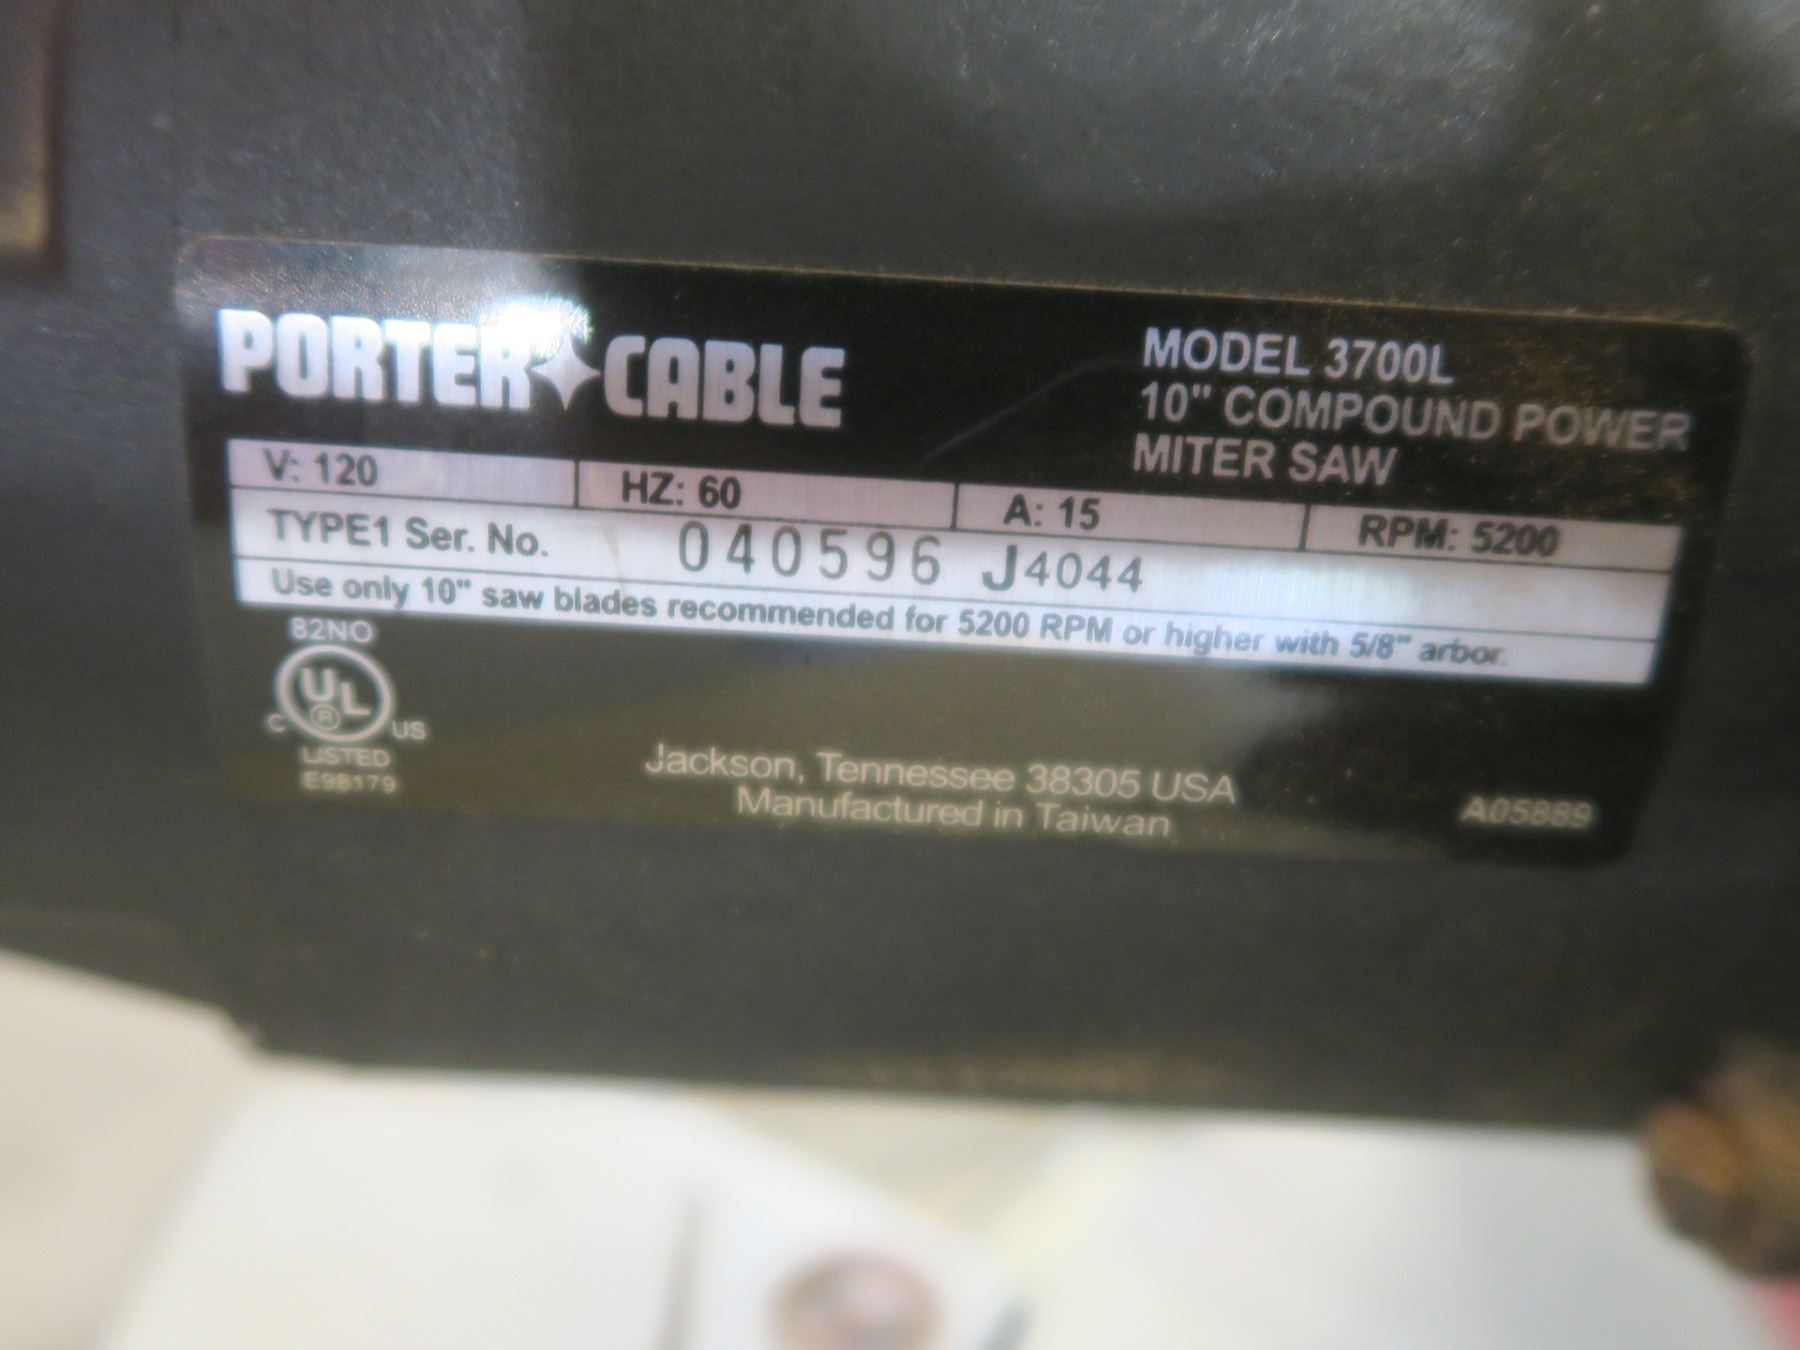 PORTER CABLE
MODEL 3700L
10" COMPOUND POWER
MITER SAW
V: 120 HZ: 60 A: 15 RPM: 5200
TYPE1 Ser. No. 040596 J4044
Use only 10" saw blades recommended for 5200 RPM or higher with 5/8" arbor.
82NO
C UL ® US
LISTED
E98179
Jackson, Tennessee 38305 USA
Manufactured in Taiwan
A05889